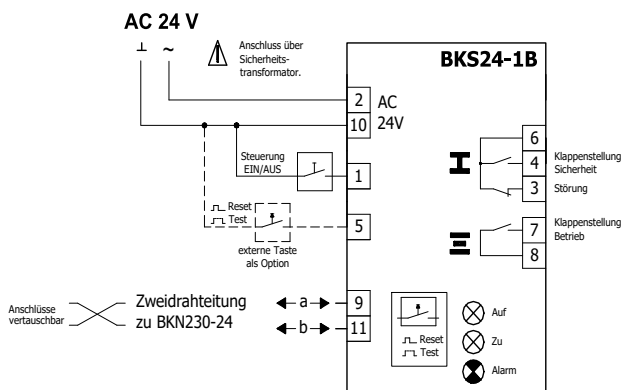 AC 24 V
⊥ ~
Anschluss über
Sicherheits-
transformator.
BKS24-1B
2 AC
10 24V
Steuerung
EIN/AUS
1
Reset
Test
5
externe Taste
als Option
6
4 Klappenstellung
Sicherheit
3 Störung
7 Klappenstellung
Betrieb
8
Anschlüsse
vertauschbar
Zweidrahteitung
zu BKN230-24
a 9
b 11
Reset
Test
Auf
Zu
Alarm